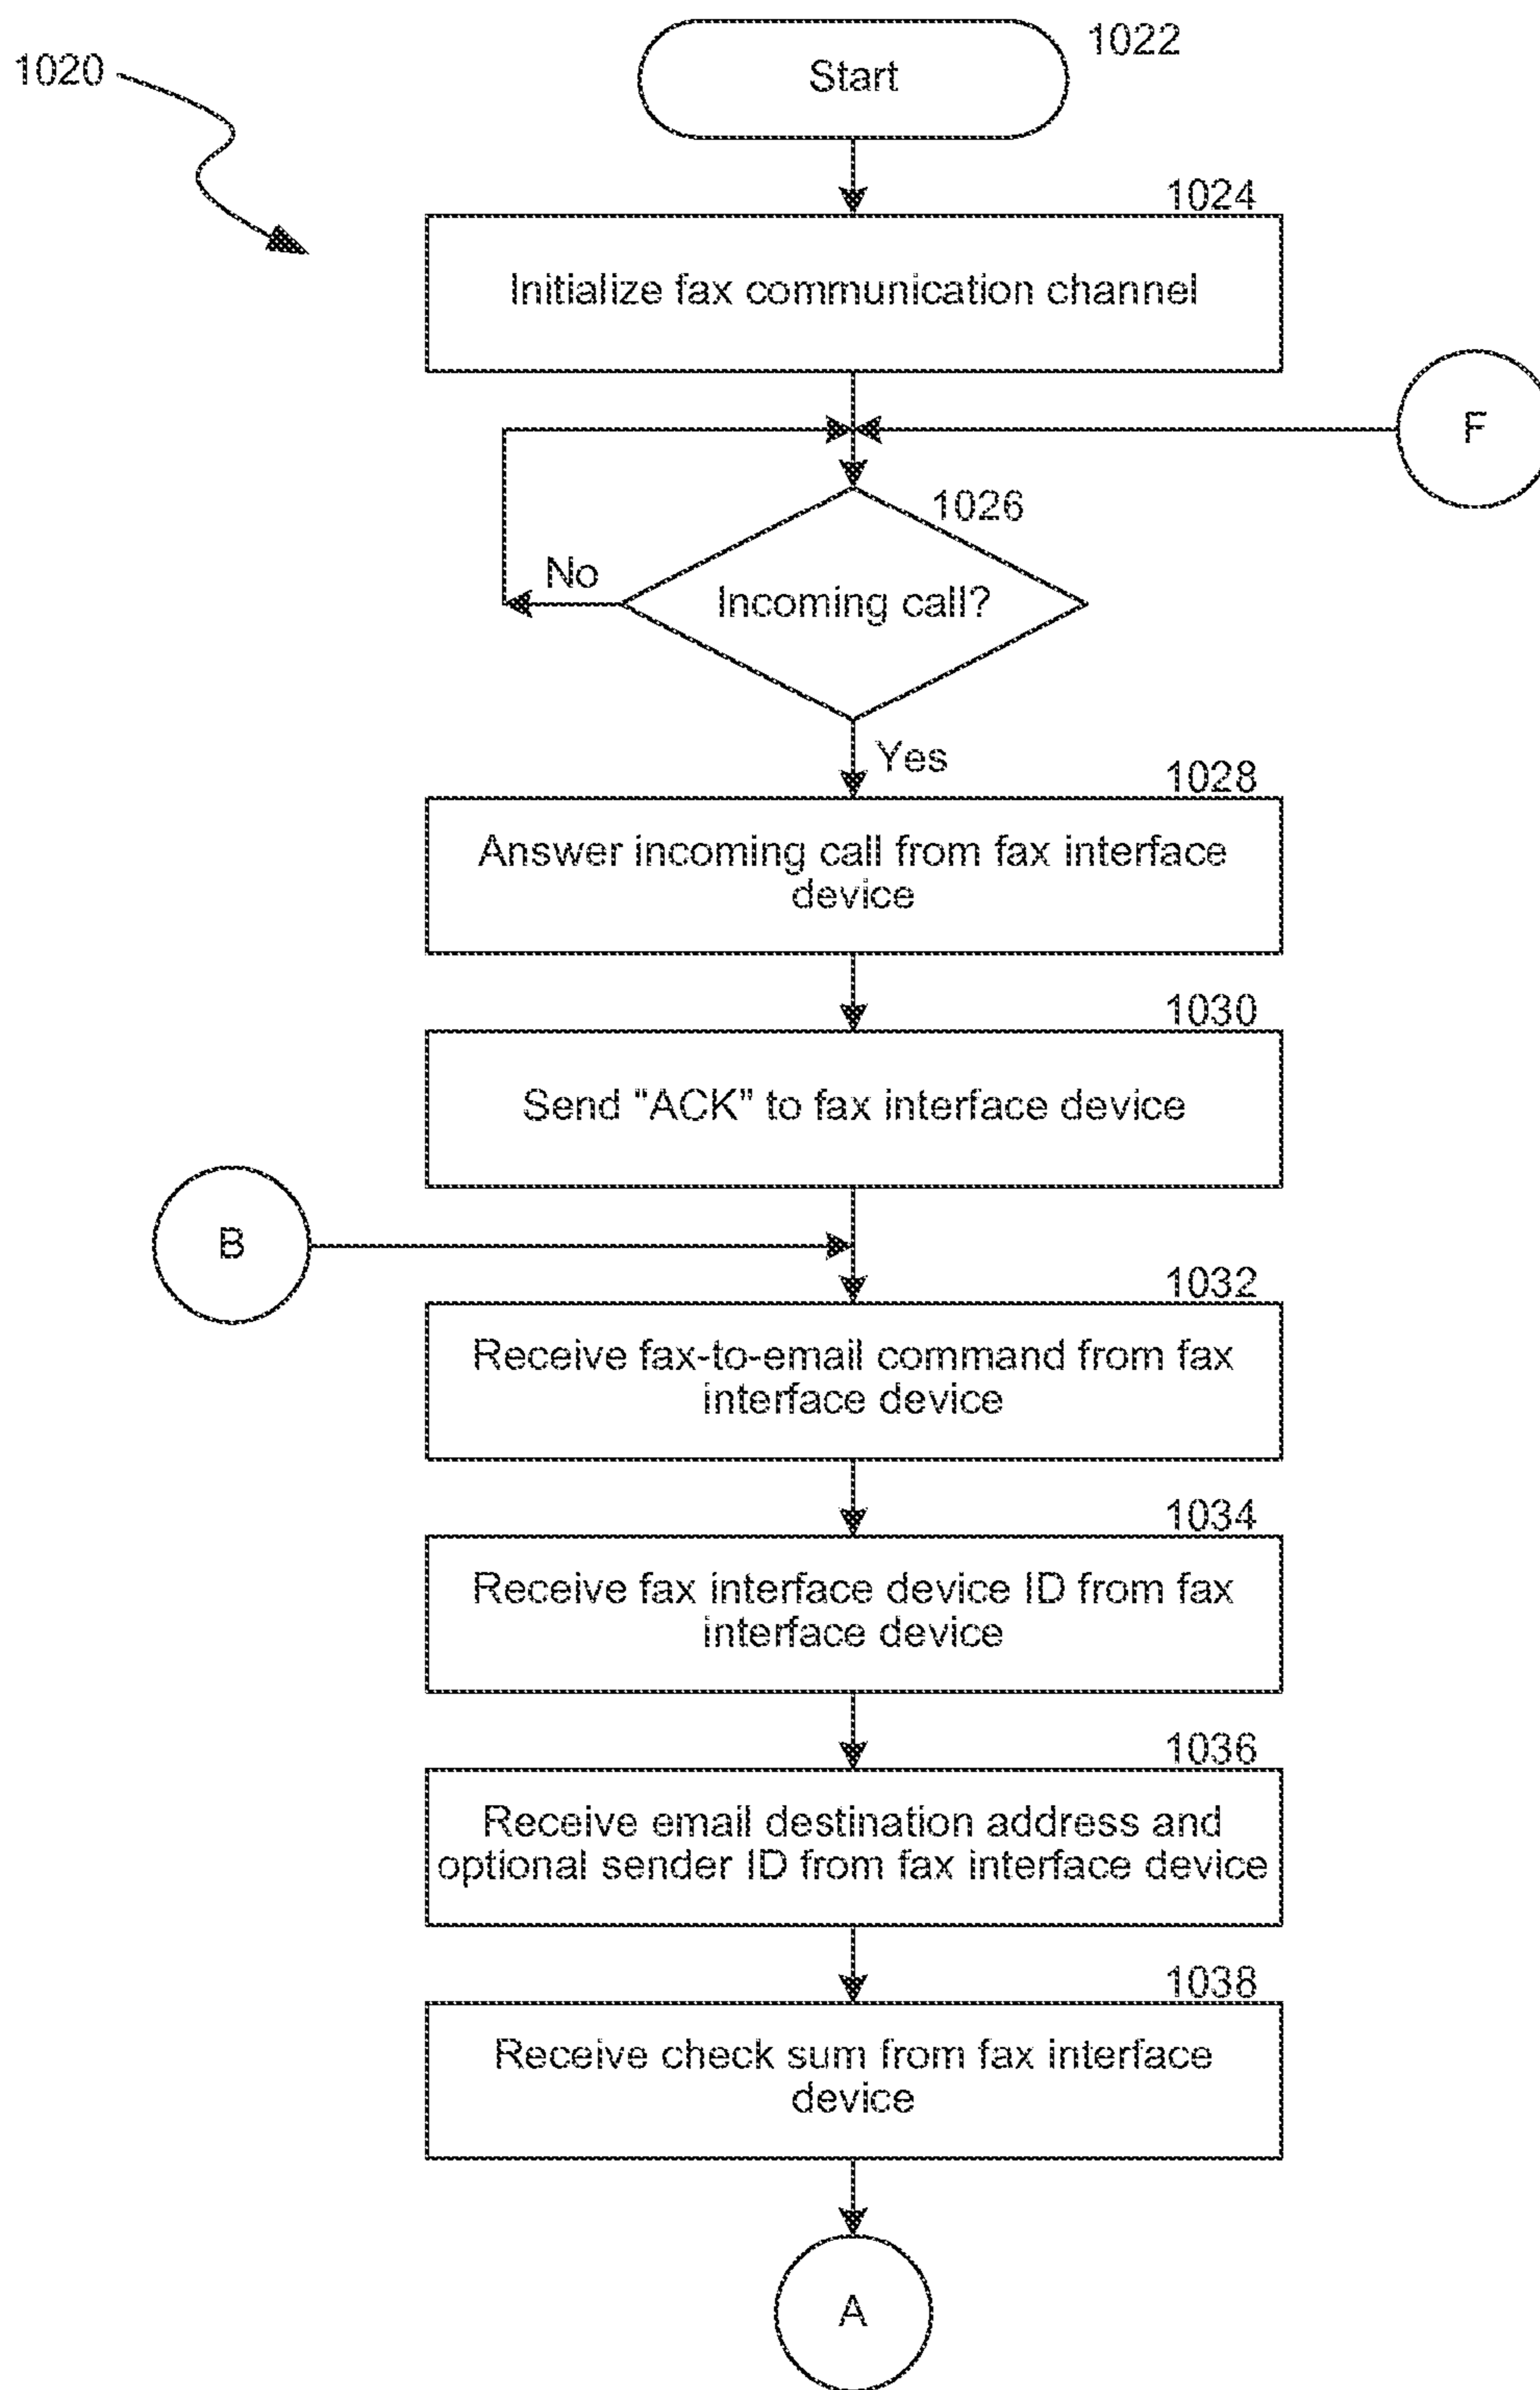 1022
Start
1020
1024
Initialize fax communication channel
F
1026
No
Incoming call?
Yes
1028
Answer incoming call from fax interface
device
1030
Send "ACK" to fax interface device
B
1032
Receive fax-to-email command from fax
interface device
1034
Receive fax interface device ID from fax
interface device
1036
Receive email destination address and
optional sender ID from fax interface device
1038
Receive check sum from fax interface
device
A